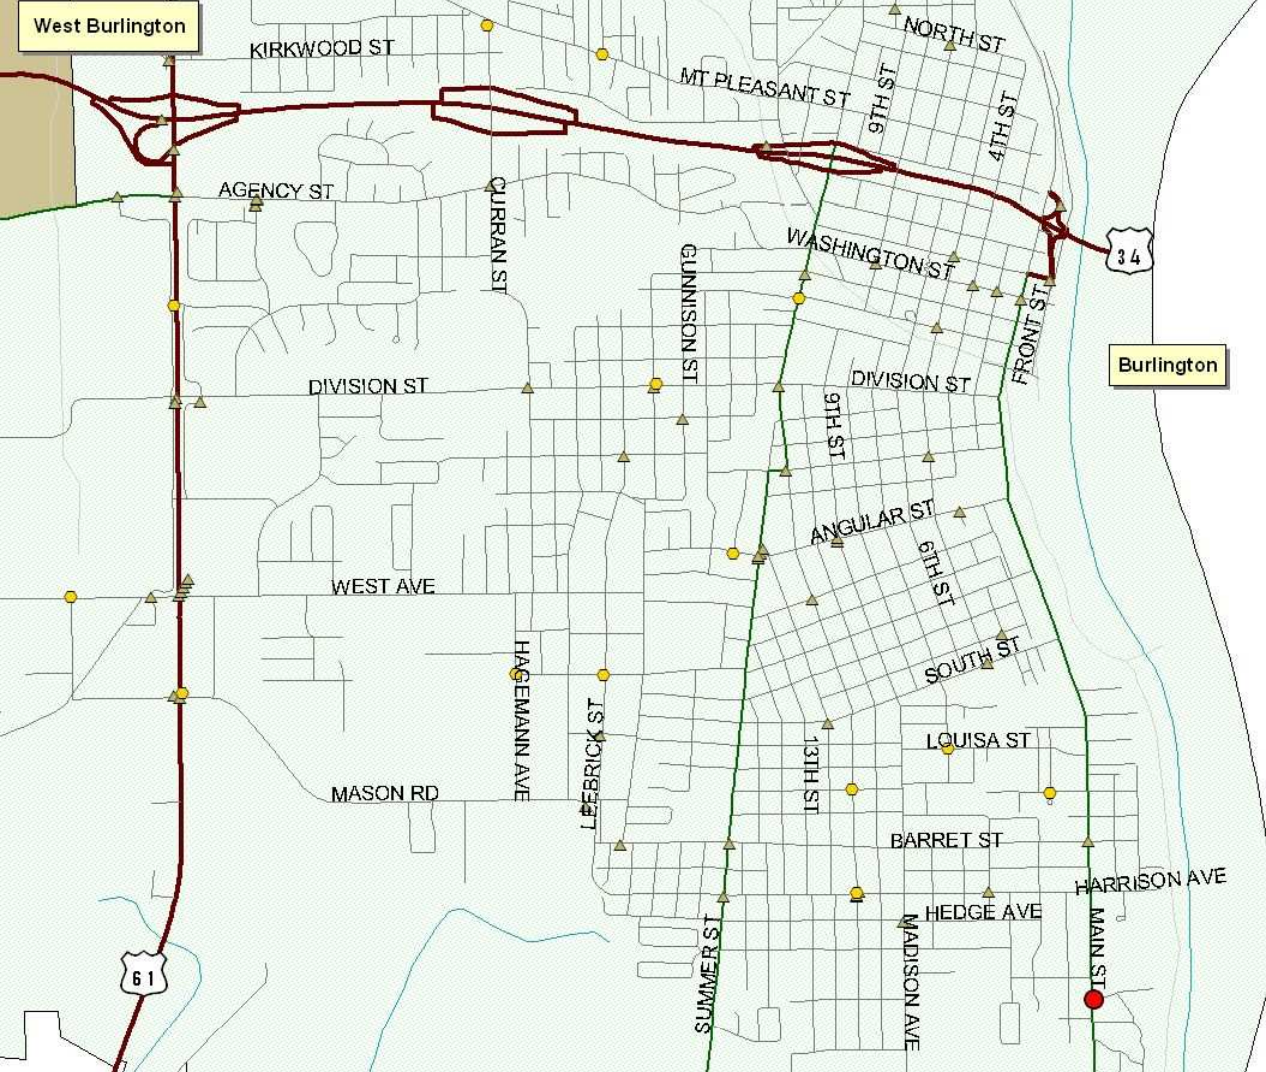 West Burlington
KIRKWOOD ST
NORTH ST
MT PLEASANT ST
9TH ST
4TH ST
AGENCY ST
CURRAN ST
WASHINGTON ST
34
GUNNISON ST
FRONT ST
Burlington
DIVISION ST
DIVISION ST
9TH ST
ANGULAR ST
6TH ST
WEST AVE
HAGEMANN AVE
SOUTH ST
LEEBRICK ST
LOUISA ST
13TH ST
MASON RD
BARRET ST
HARRISON AVE
HEDGE AVE
SUMMER ST
MADISON AVE
MAIN ST
61